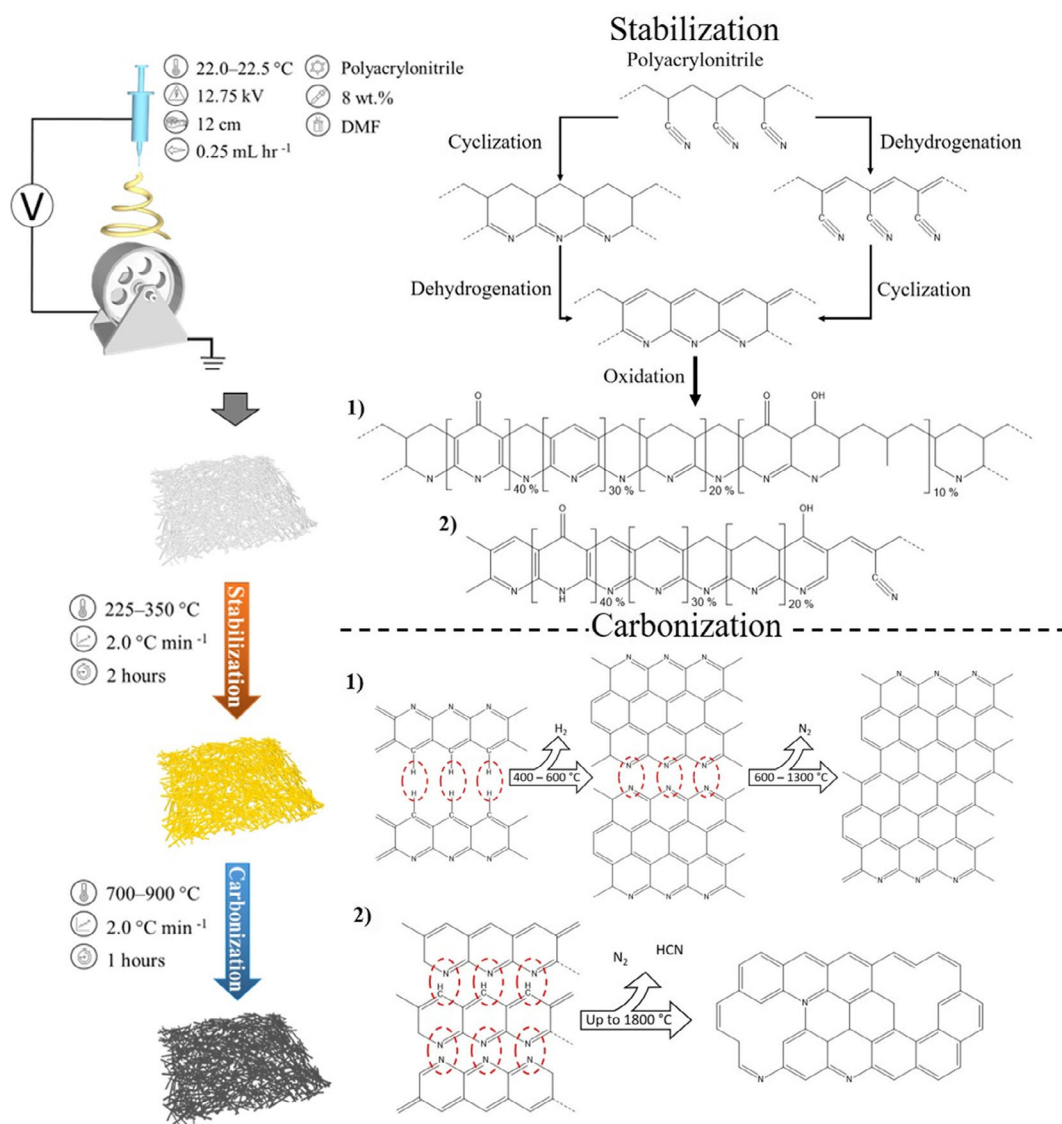 22.0–22.5 °C
12.75 kV
12 cm
0.25 mL hr -1
Polyacrylonitrile
8 wt.%
DMF
V
Stabilization
225–350 °C
2.0 °C min -1
2 hours
Carbonization
700–900 °C
2.0 °C min -1
1 hours
Stabilization
Polyacrylonitrile
N N N
Cyclization
Dehydrogenation
N N N
N N N
Dehydrogenation
Cyclization
N N N
Oxidation
1)
O O OH
N N N N N N N N N N
40 % 30 % 20 % 10 %
2)
O OH
N N N N N N N N
H N
40 % 30 % 20 %
Carbonization
1)
N N N
C C C
H H H
H H H
C C C
N N N
H2
400 – 600 °C
N N N
N N N
N N N
N N N
N2
600 – 1300 °C
N N N
N N N
2)
N N N
H H H
C C C
N N N
N N N
N2 HCN
Up to 1800 °C
N
N N